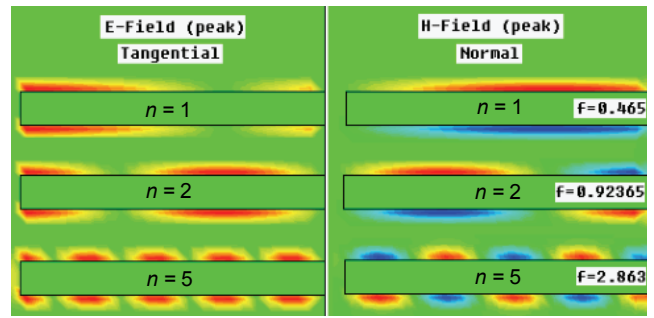 E-Field (peak)
Tangential
H-Field (peak)
Normal
n = 1
n = 1
f=0.465
n = 2
n = 2
f=0.92365
n = 5
n = 5
f=2.863